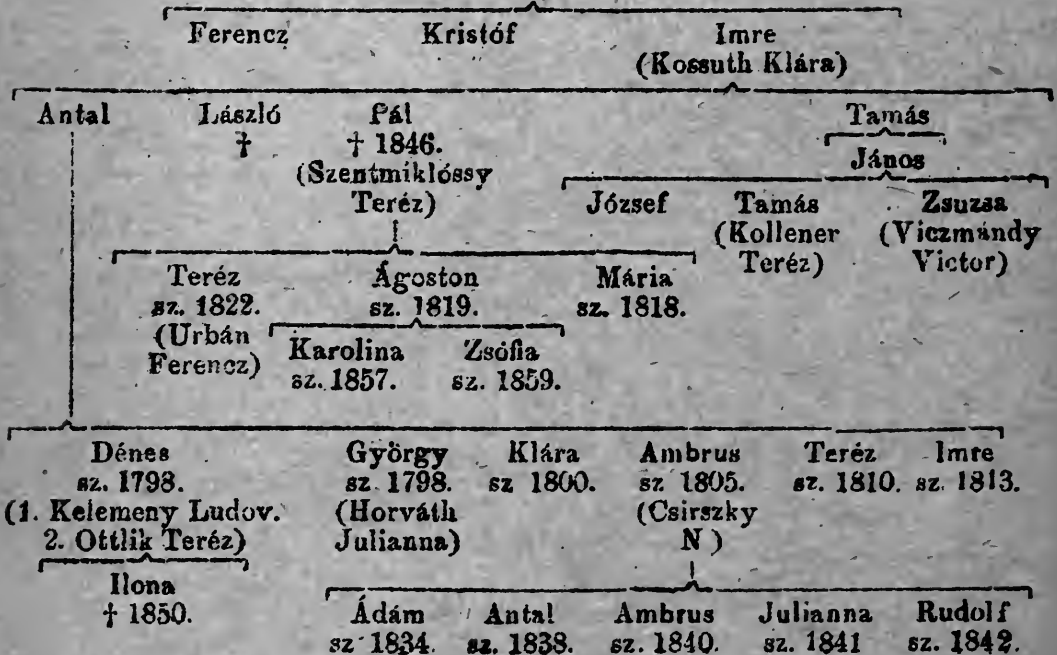 Ferencz Kristóf Imre
(Kossuth Klára)
Antal László Pál Tamás
† † 1846. János
(Szentmiklóssy
Teréz) József Tamás Zsuzsa
(Kollener (Viczmándy
Teréz) Victor)
Teréz Ágoston Mária
sz. 1822. sz. 1819. sz. 1818.
(Urbán
Ferencz) Karolina Zsófia
sz. 1857. sz. 1859.
Dénes György Klára Ambrus Teréz Imre
sz. 1798. sz. 1798. sz 1800. sz 1805. sz. 1810. sz. 1813.
(1. Kelemeny Ludov. (Horváth (Csirszky
2. Ottlik Teréz) Julianna) N )
Ilona
† 1850. Ádám Antal Ambrus Julianna Rudolf
sz 1834. sz. 1838. sz. 1840. sz. 1841 sz. 1842.